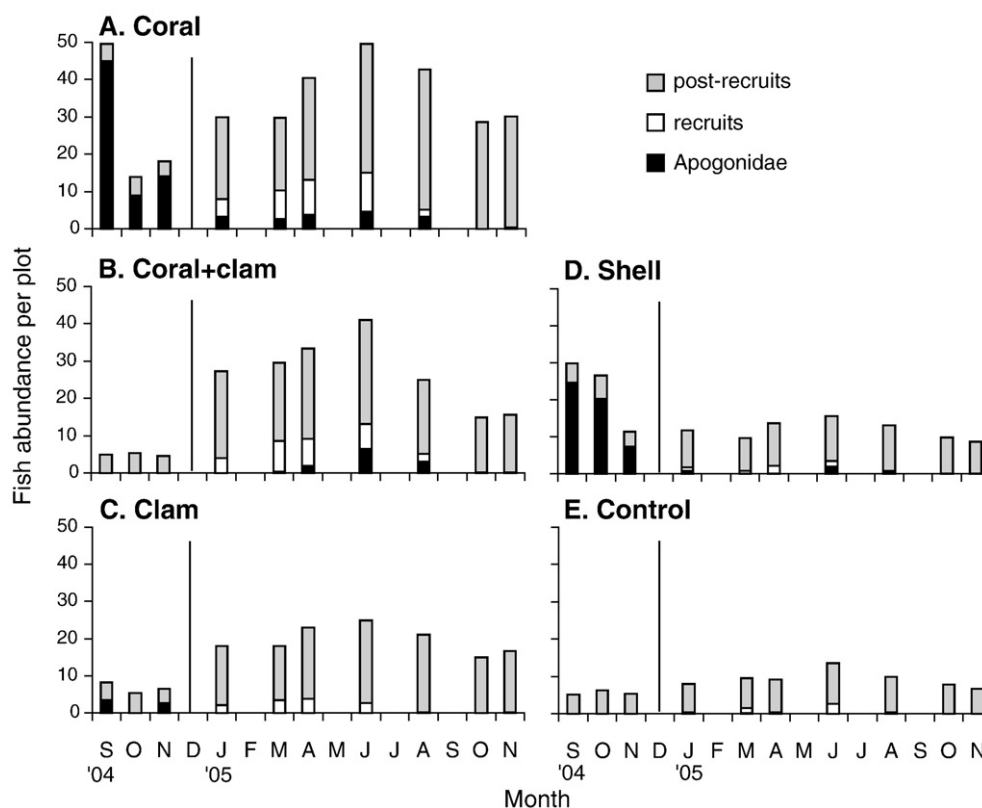 A. Coral
50
40
30
20
10
0
post-recruits
recruits
Apogonidae
B. Coral+clam
50
40
30
20
10
0
D. Shell
C. Clam
50
40
30
20
10
0
E. Control
Fish abundance per plot
S O N D J F M A M J J A S O N
'04 '05
S O N D J F M A M J J A S O N
'04 '05
Month